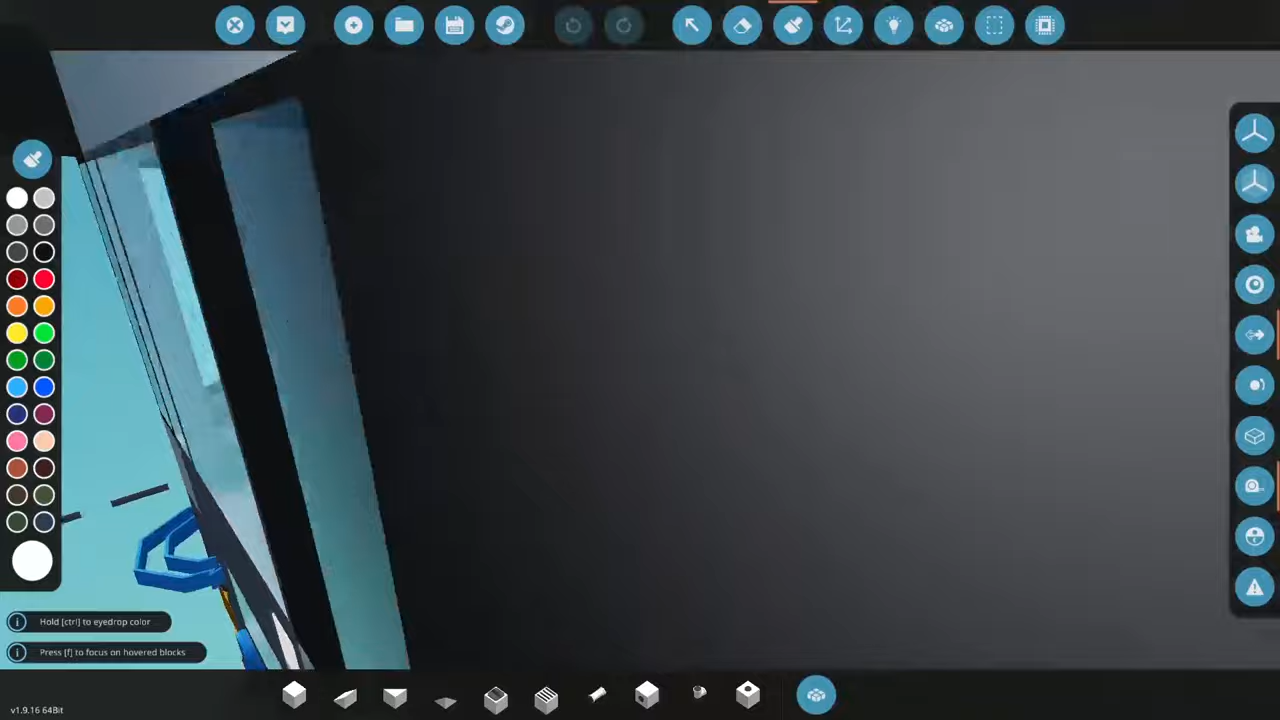 Hold [ctrl] to eyedrop color
Press [f] to focus on hovered blocks
v1.9.16 64Bit